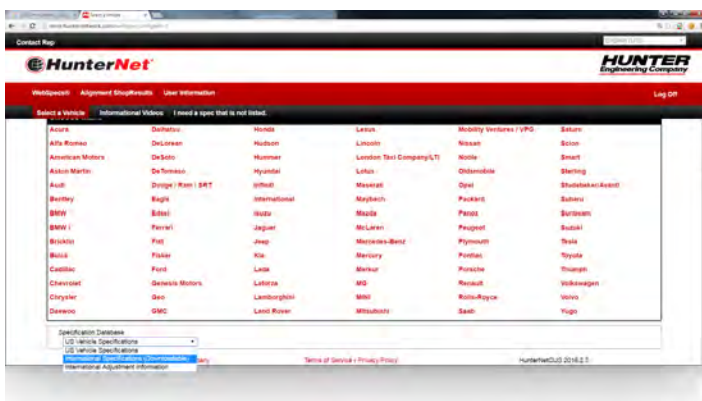 Contact Rep
English (US)
HunterNet
HUNTER
Engineering Company
WebSpecs® Alignment ShopResults User Information Log Off
Select a Vehicle Informational Videos I need a spec that is not listed.
Acura Daihatsu Honda Lexus Mobility Ventures / VPG Saturn
Alfa Romeo DeLorean Hudson Lincoln Nissan Scion
American Motors DeSoto Hummer London Taxi Company/LTI Noble Smart
Aston Martin DeTomaso Hyundai Lotus Oldsmobile Sterling
Audi Dodge / Ram / SRT Infiniti Maserati Opel Studebaker/Avanti
Bentley Eagle International Maybach Packard Subaru
BMW Edsel Isuzu Mazda Panoz Sunbeam
BMW i Ferrari Jaguar McLaren Peugeot Suzuki
Bricklin Fiat Jeep Mercedes-Benz Plymouth Tesla
Buick Fisker Kia Mercury Pontiac Toyota
Cadillac Ford Lada Merkur Porsche Triumph
Chevrolet Genesis Motors Laforza MG Renault Volkswagen
Chrysler Geo Lamborghini MINI Rolls-Royce Volvo
Daewoo GMC Land Rover Mitsubishi Saab Yugo
Specification Database
US Vehicle Specifications
US Vehicle Specifications
International Specifications (Downloadable)
International Adjustment Information
Terms of Service - Privacy Policy